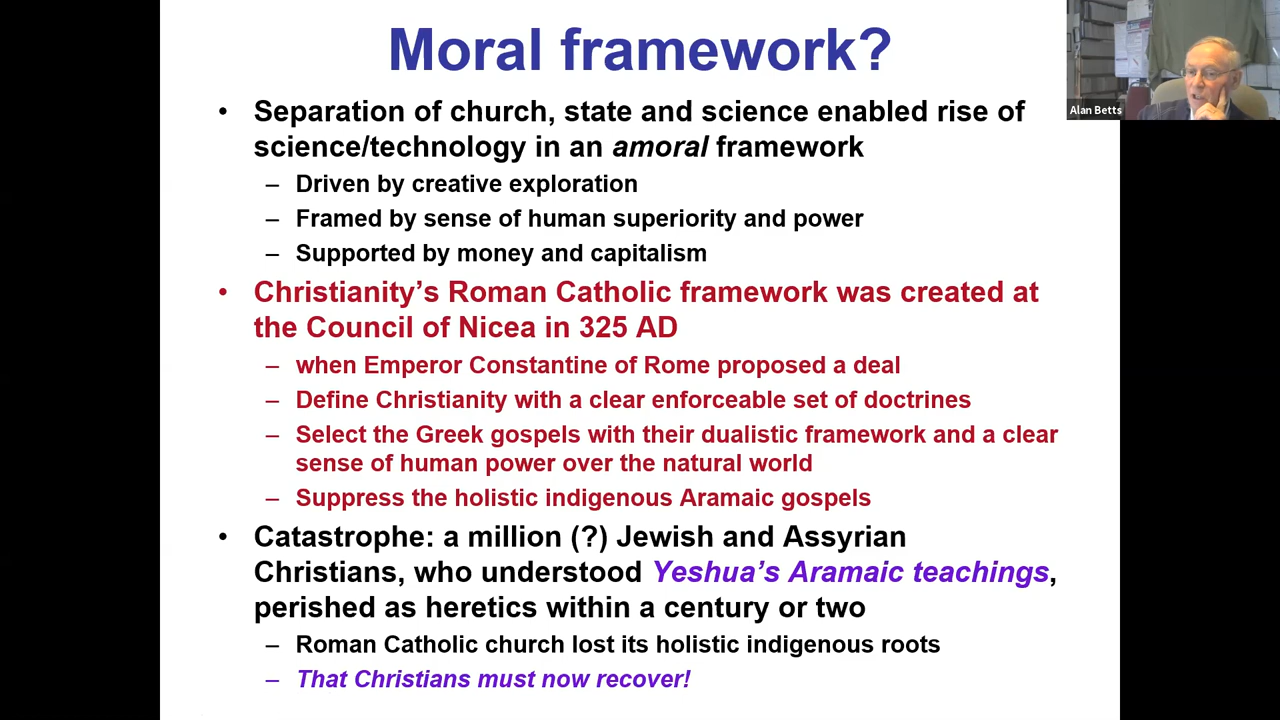 Moral framework?
Alan Betts
• Separation of church, state and science enabled rise of
science/technology in an amoral framework
– Driven by creative exploration
– Framed by sense of human superiority and power
– Supported by money and capitalism
• Christianity’s Roman Catholic framework was created at
the Council of Nicea in 325 AD
– when Emperor Constantine of Rome proposed a deal
– Define Christianity with a clear enforceable set of doctrines
– Select the Greek gospels with their dualistic framework and a clear
sense of human power over the natural world
– Suppress the holistic indigenous Aramaic gospels
• Catastrophe: a million (?) Jewish and Assyrian
Christians, who understood Yeshua’s Aramaic teachings,
perished as heretics within a century or two
– Roman Catholic church lost its holistic indigenous roots
– That Christians must now recover!